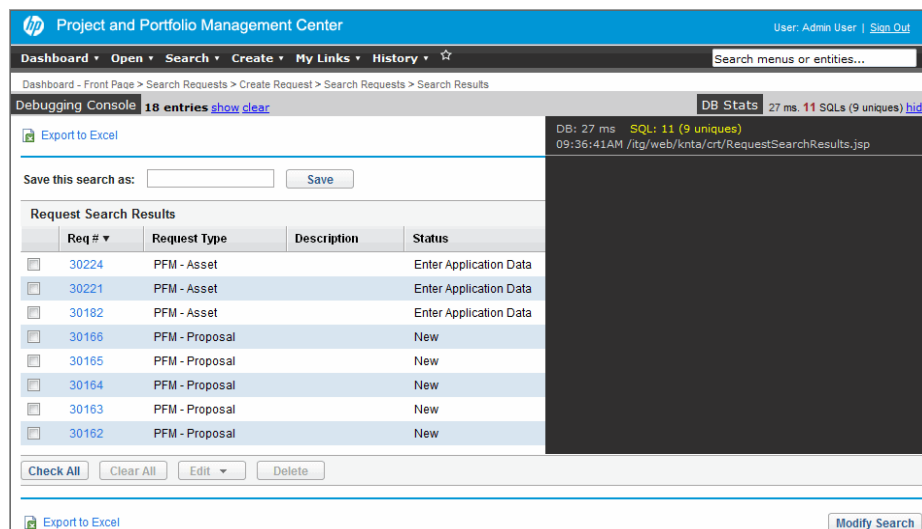 hp Project and Portfolio Management Center User: Admin User | Sign Out
Dashboard ▾ Open ▾ Search ▾ Create ▾ My Links ▾ History ▾ ☆ Search menus or entities...
Dashboard - Front Page > Search Requests > Create Request > Search Requests > Search Results
Debugging Console 18 entries show clear DB Stats 27 ms. 11 SQLs (9 uniques) hid
Export to Excel
DB: 27 ms SQL: 11 (9 uniques)
09:36:41AM /itg/web/knta/crt/RequestSearchResults.jsp
Save this search as: Save
Request Search Results
Req # ▾ Request Type Description Status
30224 PFM - Asset Enter Application Data
30221 PFM - Asset Enter Application Data
30182 PFM - Asset Enter Application Data
30166 PFM - Proposal New
30165 PFM - Proposal New
30164 PFM - Proposal New
30163 PFM - Proposal New
30162 PFM - Proposal New
Check All Clear All Edit ▾ Delete
Export to Excel Modify Search